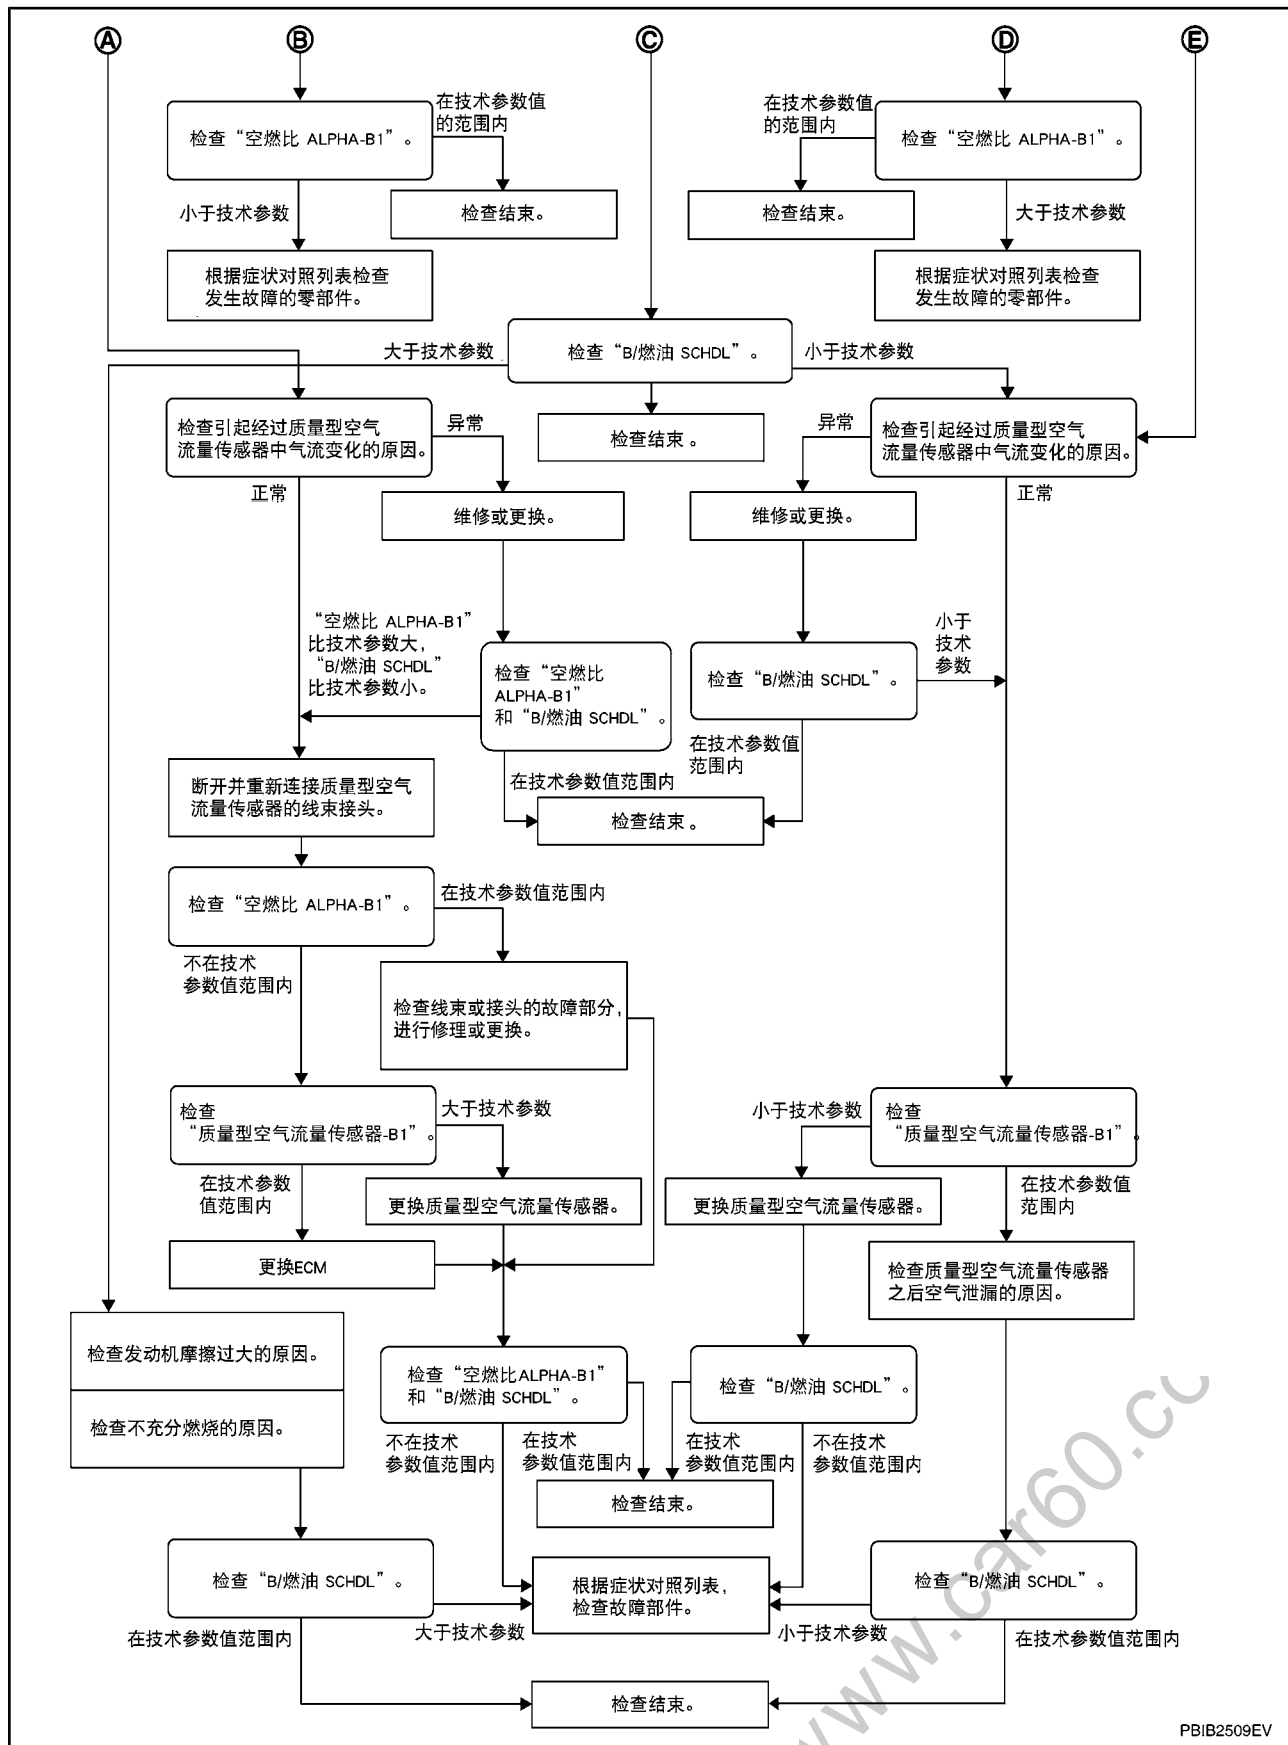 A
B
C
D
E
检查“空燃比 ALPHA-B1”。
在技术参数值
的范围内
在技术参数值
的范围内
检查“空燃比 ALPHA-B1”。
小于技术参数
检查结束。
检查结束。
大于技术参数
根据症状对照列表检查
发生故障的零部件。
根据症状对照列表检查
发生故障的零部件。
大于技术参数
检查“B/燃油 SCHDL”。
小于技术参数
检查引起经过质量型空气
流量传感器中气流变化的原因。
异常
检查结束。
异常
检查引起经过质量型空气
流量传感器中气流变化的原因。
正常
维修或更换。
维修或更换。
正常
“空燃比 ALPHA-B1”
比技术参数大，
“B/燃油 SCHDL”
比技术参数小。
检查“空燃比
ALPHA-B1”
和“B/燃油 SCHDL”。
检查“B/燃油 SCHDL”。
小于
技术
参数
断开并重新连接质量型空气
流量传感器的线束接头。
在技术参数值范围内
在技术参数值
范围内
检查结束。
检查“空燃比 ALPHA-B1”。
在技术参数值范围内
不在技术
参数值范围内
检查线束或接头的故障部分，
进行修理或更换。
检查
“质量型空气流量传感器-B1”。
大于技术参数
小于技术参数
检查
“质量型空气流量传感器-B1”。
在技术参数
值范围内
更换质量型空气流量传感器。
更换质量型空气流量传感器。
在技术参数值
范围内
更换ECM
检查质量型空气流量传感器
之后空气泄漏的原因。
检查发动机摩擦过大的原因。
检查不充分燃烧的原因。
检查“空燃比ALPHA-B1”
和“B/燃油 SCHDL”。
检查“B/燃油 SCHDL”。
不在技术
参数值范围内
在技术
参数值范围内
在技术
参数值范围内
不在技术
参数值范围内
检查结束。
检查“B/燃油 SCHDL”。
根据症状对照列表，
检查故障部件。
检查“B/燃油 SCHDL”。
在技术参数值范围内
大于技术参数
小于技术参数
在技术参数值范围内
检查结束。
www.car60.co
PBIB2509EV